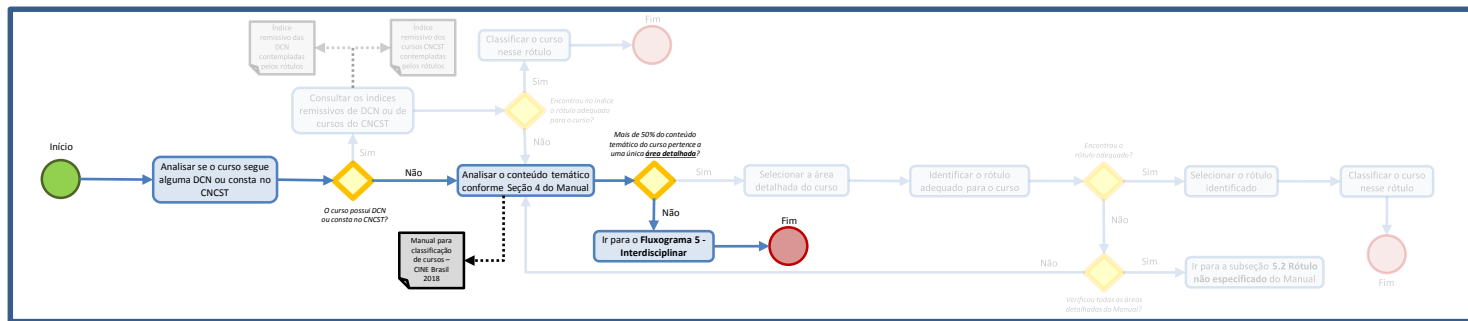 Índice
remissivo das
DCN
contempladas
pelos rótulos
Índice
remissivo dos
cursos CNCST
contemplados
pelos rótulos
Classificar o curso
nesse rótulo
Fim
Sim
Consultar os índices
remissivos de DCN ou de
cursos do CNCST
Encontrou no índice
o rótulo adequado
para o curso?
Sim
Não
Início
Analisar se o curso segue
alguma DCN ou consta no
CNCST
O curso possui DCN
ou consta no CNCST?
Não
Analisar o conteúdo temático
conforme Seção 4 do Manual
Manual para
classificação
de cursos –
CINE Brasil
2018
Mais de 50% do conteúdo
temático do curso pertence a
uma única área detalhada?
Sim
Não
Ir para o Fluxograma 5 -
Interdisciplinar
Fim
Selecionar a área
detalhada do curso
Identificar o rótulo
adequado para o curso
Encontrou o
rótulo adequado?
Sim
Selecionar o rótulo
identificado
Classificar o curso
nesse rótulo
Fim
Não
Não
Sim
Verificou todas as áreas
detalhadas do Manual?
Ir para a subseção 5.2 Rótulo
não especificado do Manual